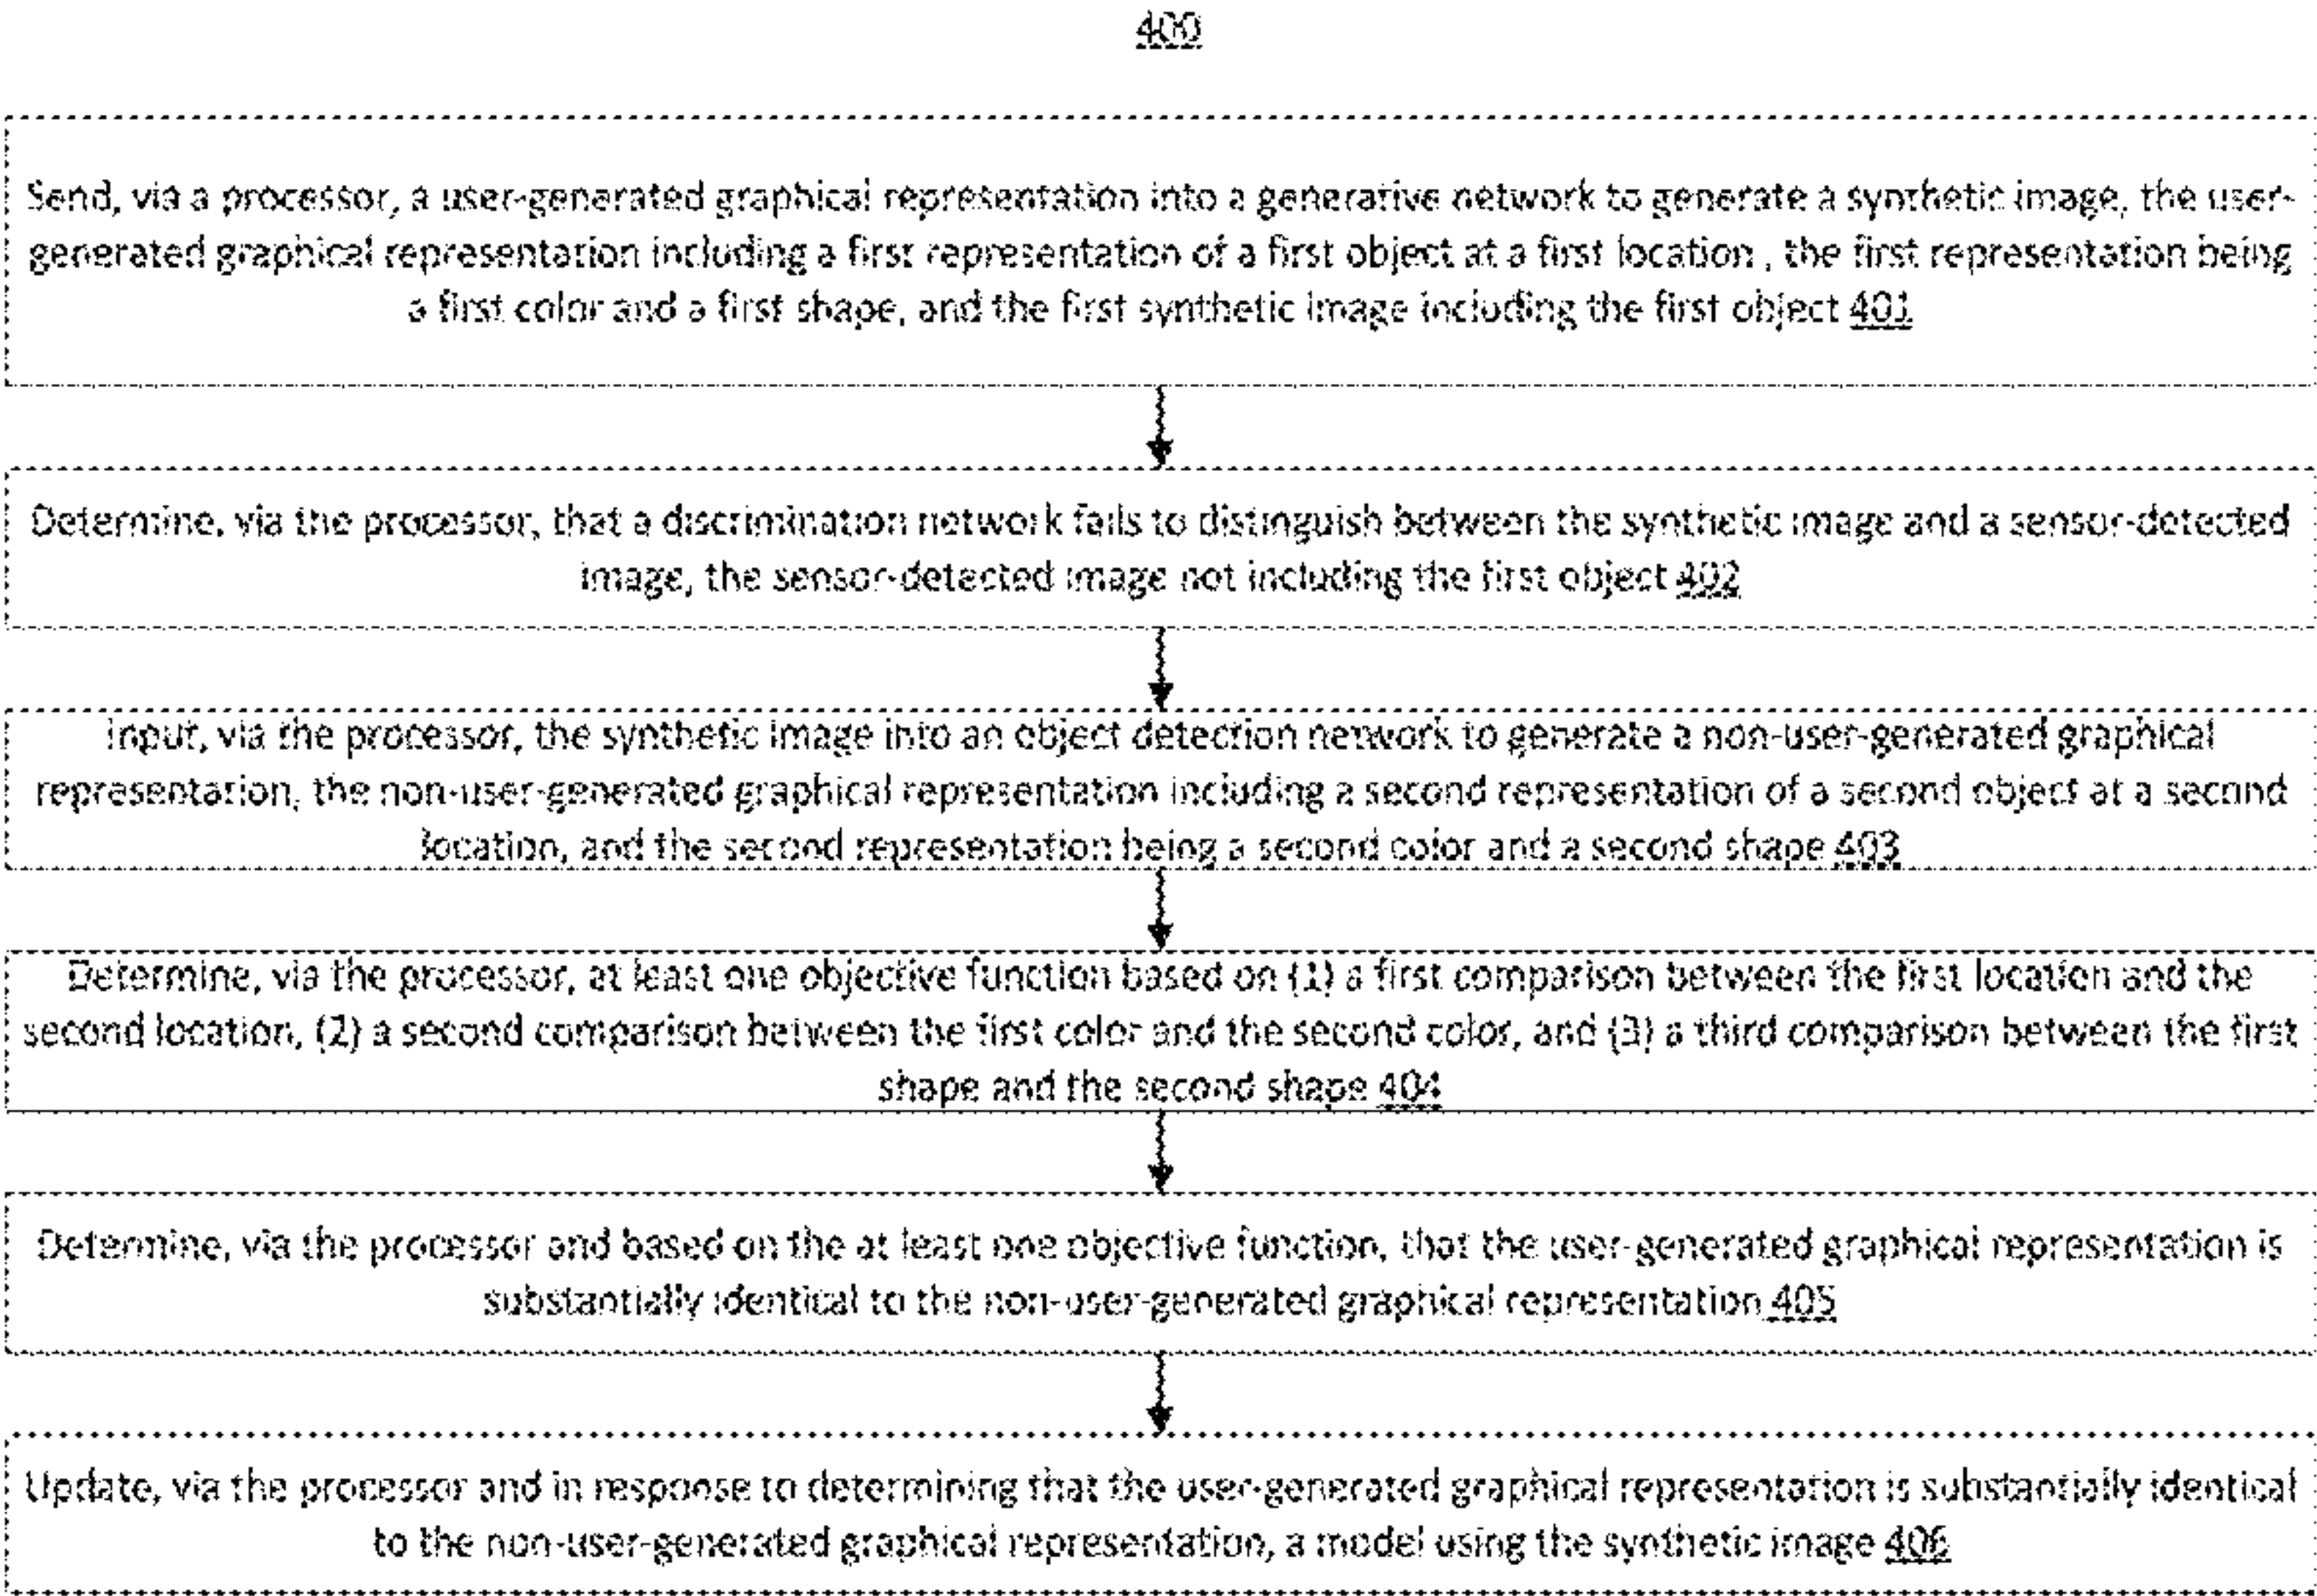 400
Send, via a processor, a user-generated graphical representation into a generative network to generate a synthetic image, the user-
generated graphical representation including a first representation of a first object at a first location , the first representation being
a first color and a first shape, and the first synthetic image including the first object 401
Determine, via the processor, that a discrimination network fails to distinguish between the synthetic image and a sensor-detected
image, the sensor-detected image not including the first object 402
Input, via the processor, the synthetic image into an object detection network to generate a non-user-generated graphical
representation, the non-user-generated graphical representation including a second representation of a second object at a second
location, and the second representation being a second color and a second shape 403
Determine, via the processor, at least one objective function based on (1) a first comparison between the first location and the
second location, (2) a second comparison between the first color and the second color, and (3) a third comparison between the first
shape and the second shape 404
Determine, via the processor and based on the at least one objective function, that the user-generated graphical representation is
substantially identical to the non-user-generated graphical representation 405
Update, via the processor and in response to determining that the user-generated graphical representation is substantially identical
to the non-user-generated graphical representation, a model using the synthetic image 406